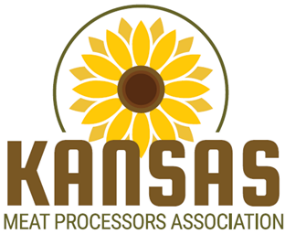 KANSAS
MEAT PROCESSORS ASSOCIATION